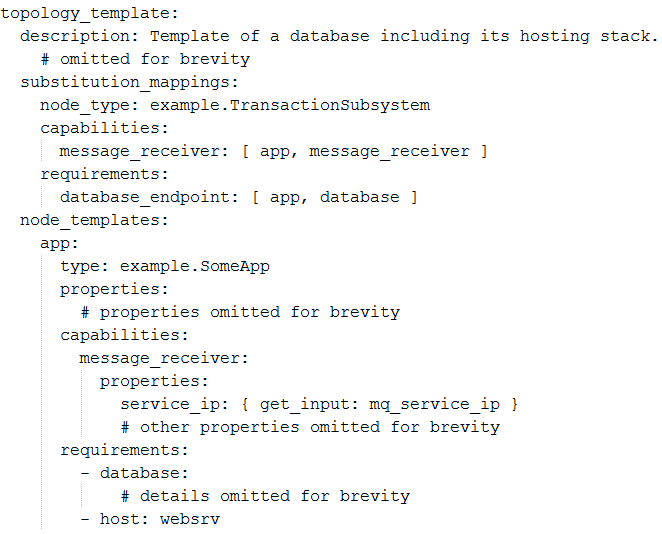 topology_template:
  description: Template of a database including its hosting stack.
    # omitted for brevity
  substitution_mappings:
    node_type: example.TransactionSubsystem
    capabilities:
      message_receiver: [ app, message_receiver ]
    requirements:
      database_endpoint: [ app, database ]
  node_templates:
    app:
      type: example.SomeApp
      properties:
        # properties omitted for brevity
      capabilities:
        message_receiver:
          properties:
            service_ip: { get_input: mq_service_ip }
            # other properties omitted for brevity
      requirements:
        - database:
            # details omitted for brevity
        - host: websrv